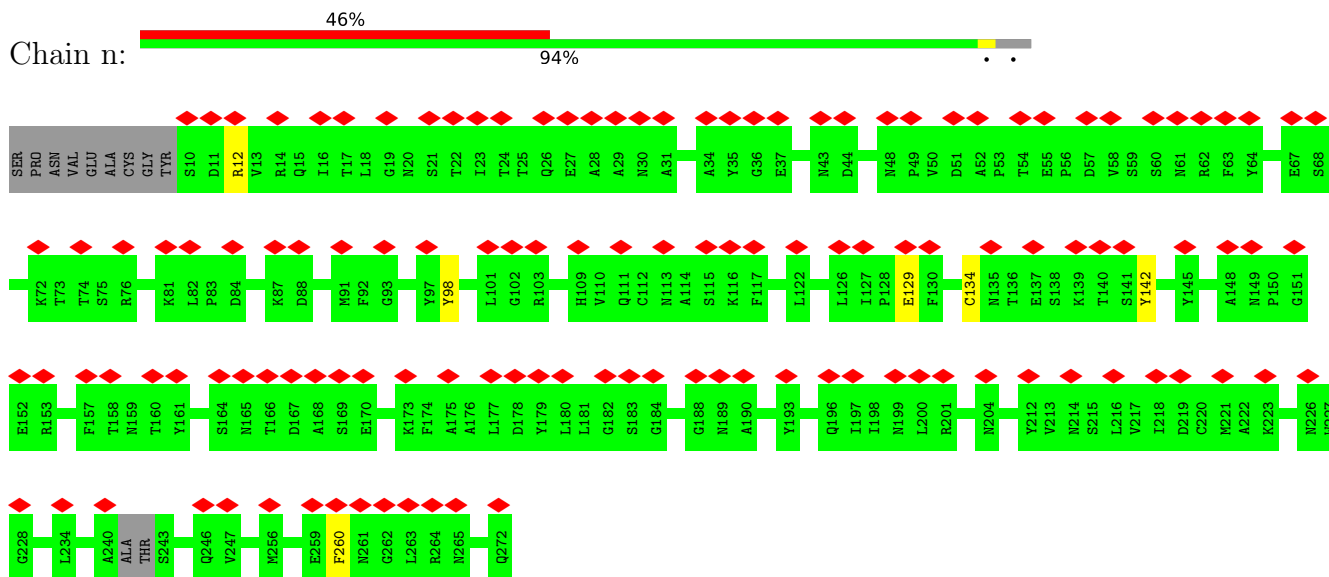 46%
Chain n:
94%
SER PRO ASN VAL GLU ALA CYS GLY TYR S10 D11 R12 V13 R14 Q15 I16 T17 L18 G19 N20 S21 T22 I23 T24 T25 Q26 E27 A28 A29 N30 A31 A34 Y35 G36 E37 N43 D44 N48 P49 V50 D51 A52 P53 T54 E55 P56 D57 V58 S59 S60 N61 R62 F63 Y64 E67 S68
K72 T73 T74 S75 R76 K81 L82 P83 D84 K87 D88 M91 F92 G93 Y97 Y98 L101 G102 R103 H109 V110 Q111 C112 N113 A114 S115 K116 F117 L122 L126 I127 P128 E129 F130 C134 N135 T136 E137 S138 K139 T140 S141 Y142 Y145 A148 N149 P150 G151
E152 R153 F157 T158 N159 T160 Y161 S164 N165 T166 D167 A168 S169 E170 K173 F174 A175 A176 L177 D178 Y179 L180 L181 G182 S183 G184 G188 N189 A190 Y193 Q196 I197 I198 N199 L200 R201 N204 Y212 V213 N214 S215 L216 V217 I218 D219 C220 M221 A222 K223 N226
G228 L234 A240 ALA THR S243 Q246 V247 M256 E259 F260 N261 G262 L263 R264 N265 Q272